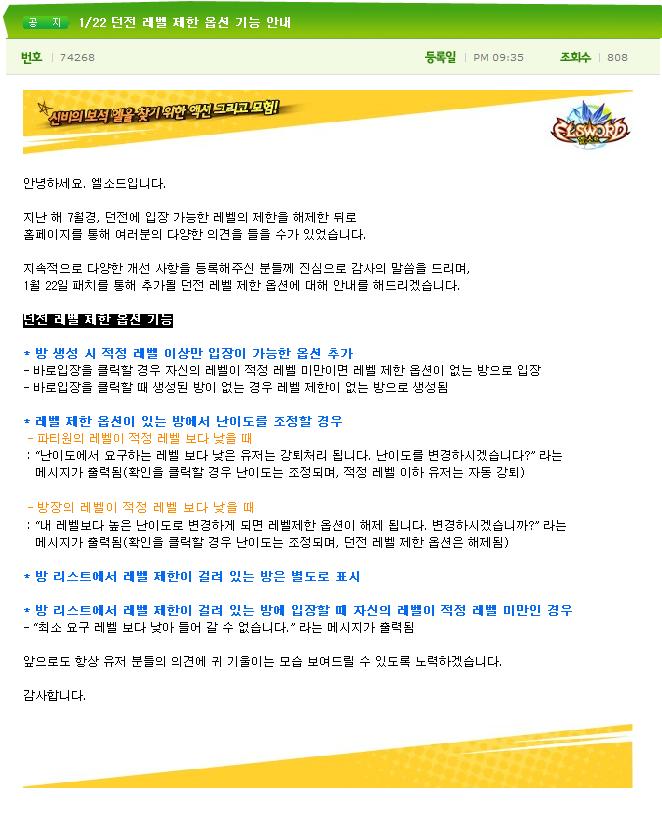 공 지 1/22 던전 레벨 제한 옵션 기능 안내
번호 74268 등록일 PM 09:35 조회수 808
신비의 보석 엘을 찾기 위한 액션 그리고 모험!
ELSWORD
엘소드
안녕하세요. 엘소드입니다.
지난 해 7월경, 던전에 입장 가능한 레벨의 제한을 해제한 뒤로
홈페이지를 통해 여러분의 다양한 의견을 들을 수가 있었습니다.
지속적으로 다양한 개선 사항을 등록해주신 분들께 진심으로 감사의 말씀을 드리며,
1월 22일 패치를 통해 추가될 던전 레벨 제한 옵션에 대해 안내를 해드리겠습니다.
던전 레벨 제한 옵션 기능
* 방 생성 시 적정 레벨 이상만 입장이 가능한 옵션 추가
- 바로입장을 클릭할 경우 자신의 레벨이 적정 레벨 미만이면 레벨 제한 옵션이 없는 방으로 입장
- 바로입장을 클릭할 때 생성된 방이 없는 경우 레벨 제한이 없는 방으로 생성됨
* 레벨 제한 옵션이 있는 방에서 난이도를 조정할 경우
- 파티원의 레벨이 적정 레벨 보다 낮을 때
: “난이도에서 요구하는 레벨 보다 낮은 유저는 강퇴처리 됩니다. 난이도를 변경하시겠습니다?” 라는
메시지가 출력됨(확인을 클릭할 경우 난이도는 조정되며, 적정 레벨 이하 유저는 자동 강퇴)
- 방장의 레벨이 적정 레벨 보다 낮을 때
: “내 레벨보다 높은 난이도로 변경하게 되면 레벨제한 옵션이 해제 됩니다. 변경하시겠습니까?” 라는
메시지가 출력됨(확인을 클릭할 경우 난이도는 조정되며, 던전 레벨 제한 옵션은 해제됨)
* 방 리스트에서 레벨 제한이 걸려 있는 방은 별도로 표시
* 방 리스트에서 레벨 제한이 걸려 있는 방에 입장할 때 자신의 레벨이 적정 레벨 미만인 경우
- “최소 요구 레벨 보다 낮아 들어 갈 수 없습니다.” 라는 메시지가 출력됨
앞으로도 항상 유저 분들의 의견에 귀 기울이는 모습 보여드릴 수 있도록 노력하겠습니다.
감사합니다.